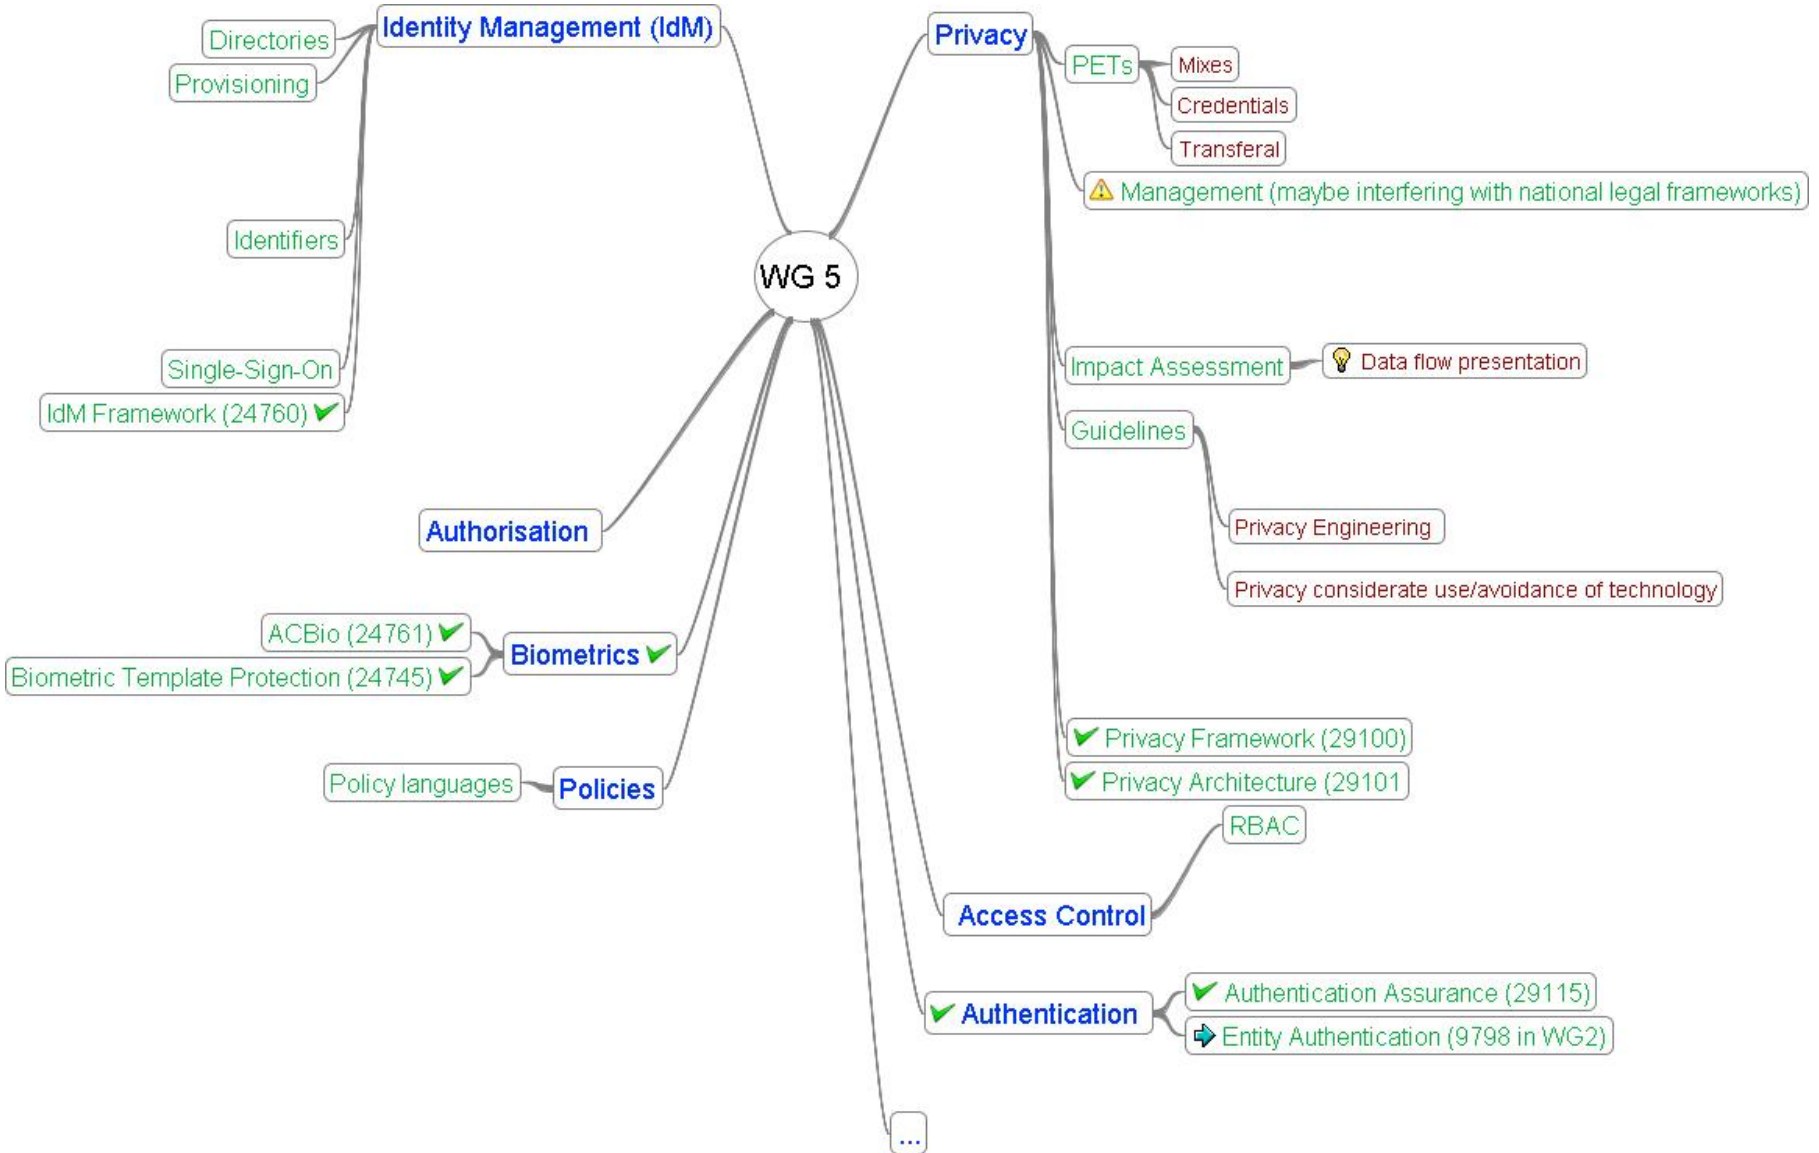 Identity Management (IdM)
Directories
Provisioning
Identifiers
Single-Sign-On
IdM Framework (24760)
WG 5
Authorisation
Biometrics
ACBio (24761)
Biometric Template Protection (24745)
Policies
Policy languages
Privacy
PETs
Mixes
Credentials
Transferal
Management (maybe interfering with national legal frameworks)
Impact Assessment
Data flow presentation
Guidelines
Privacy Engineering
Privacy considerate use/avoidance of technology
Privacy Framework (29100)
Privacy Architecture (29101
RBAC
Access Control
Authentication
Authentication Assurance (29115)
Entity Authentication (9798 in WG2)
...